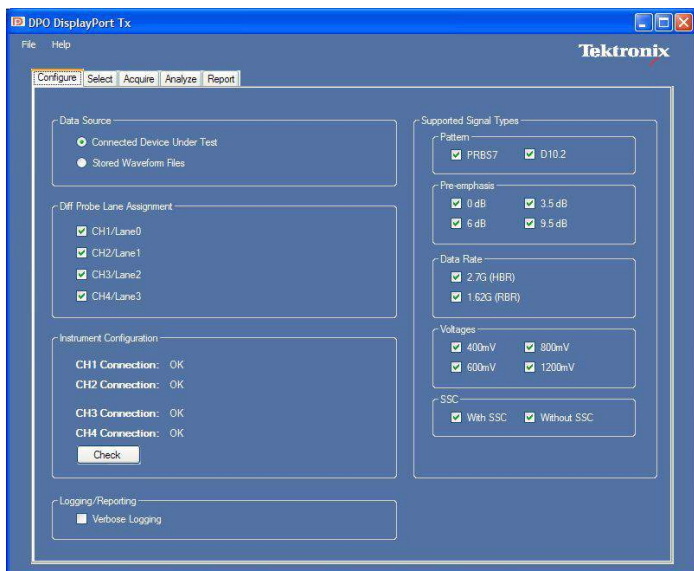 DPO DisplayPort Tx
File Help
Tektronix
Configure Select Acquire Analyze Report
Data Source
Connected Device Under Test
Stored Waveform Files
Diff Probe Lane Assignment
CH1/Lane0
CH2/Lane1
CH3/Lane2
CH4/Lane3
Instrument Configuration
CH1 Connection: OK
CH2 Connection: OK
CH3 Connection: OK
CH4 Connection: OK
Check
Logging/Reporting
Verbose Logging
Supported Signal Types
Pattern
PRBS7 D10.2
Pre-emphasis
0 dB 3.5 dB
6 dB 9.5 dB
Data Rate
2.7G (HBR)
1.62G (RBR)
Voltages
400mV 800mV
600mV 1200mV
SSC
With SSC Without SSC